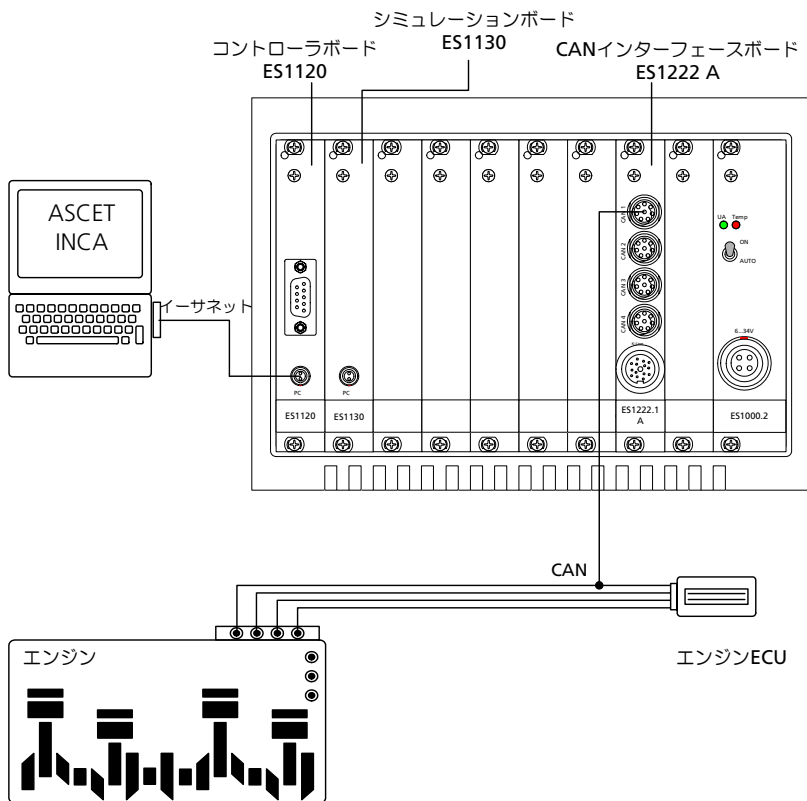 シミュレーションボード
ES1130
コントローラボード
ES1120
CANインターフェースボード
ES1222 A
ASCET
INCA
イーサネット
CAN 1
CAN 2
CAN 3
CAN 4
UA Temp
ON
AUTO
6...34V
PC
PC
ES1120
ES1130
ES1222.1
A
ES1000.2
CAN
エンジン
エンジンECU